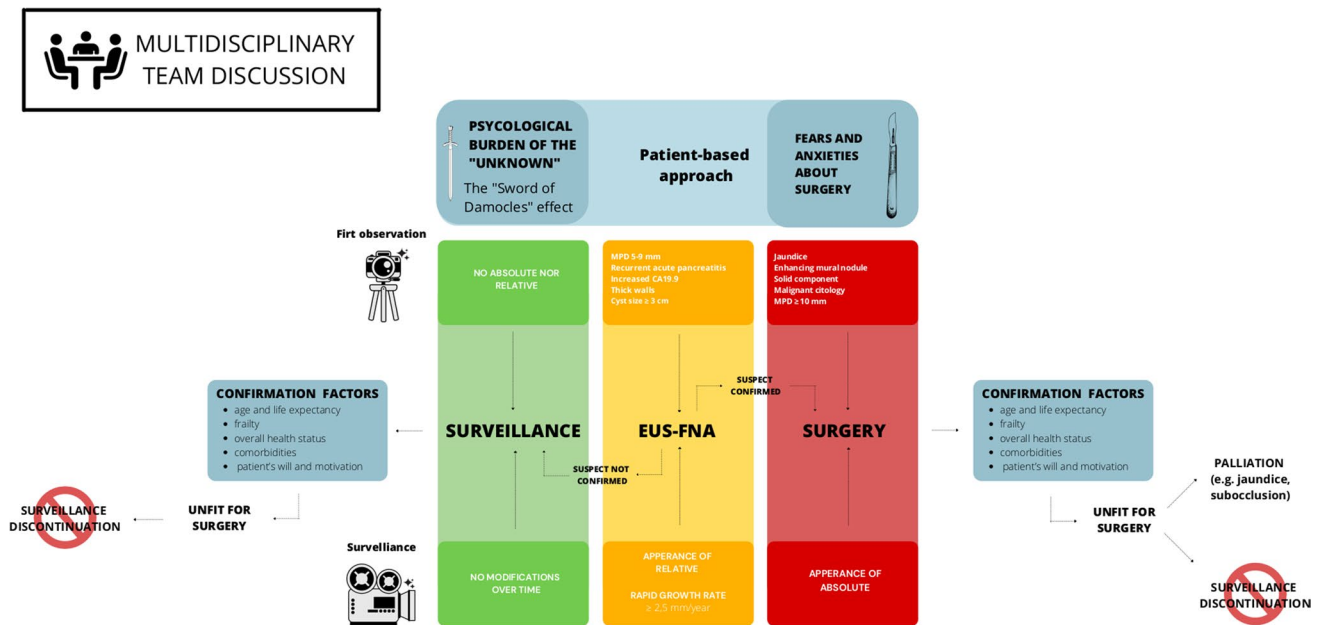 MULTIDISCIPLINARY
TEAM DISCUSSION
PSYCOLOGICAL
BURDEN OF THE
"UNKNOWN"
The "Sword of
Damocles" effect
Patient-based
approach
FEARS AND
ANXIETIES
ABOUT
SURGERY
Firt observation
NO ABSOLUTE NOR
RELATIVE
MPD 5-9 mm
Recurrent acute pancreatitis
Increased CA19.9
Thick walls
Cyst size ≥ 3 cm
Jaundice
Enhancing mural nodule
Solid component
Malignant citology
MPD ≥ 10 mm
SUSPECT
CONFIRMED
CONFIRMATION FACTORS
age and life expectancy
frailty
overall health status
comorbidities
patient's will and motivation
SURVEILLANCE
EUS-FNA
SURGERY
CONFIRMATION FACTORS
age and life expectancy
frailty
overall health status
comorbidities
patient's will and motivation
SUSPECT NOT
CONFIRMED
SURVEILLANCE
DISCONTINUATION
UNFIT FOR
SURGERY
UNFIT FOR
SURGERY
PALLIATION
(e.g. jaundice,
subocclusion)
SURVEILLANCE
DISCONTINUATION
Survelliance
NO MODIFICATIONS
OVER TIME
APPERANCE OF
RELATIVE
RAPID GROWTH RATE
≥ 2,5 mm/year
APPERANCE OF
ABSOLUTE